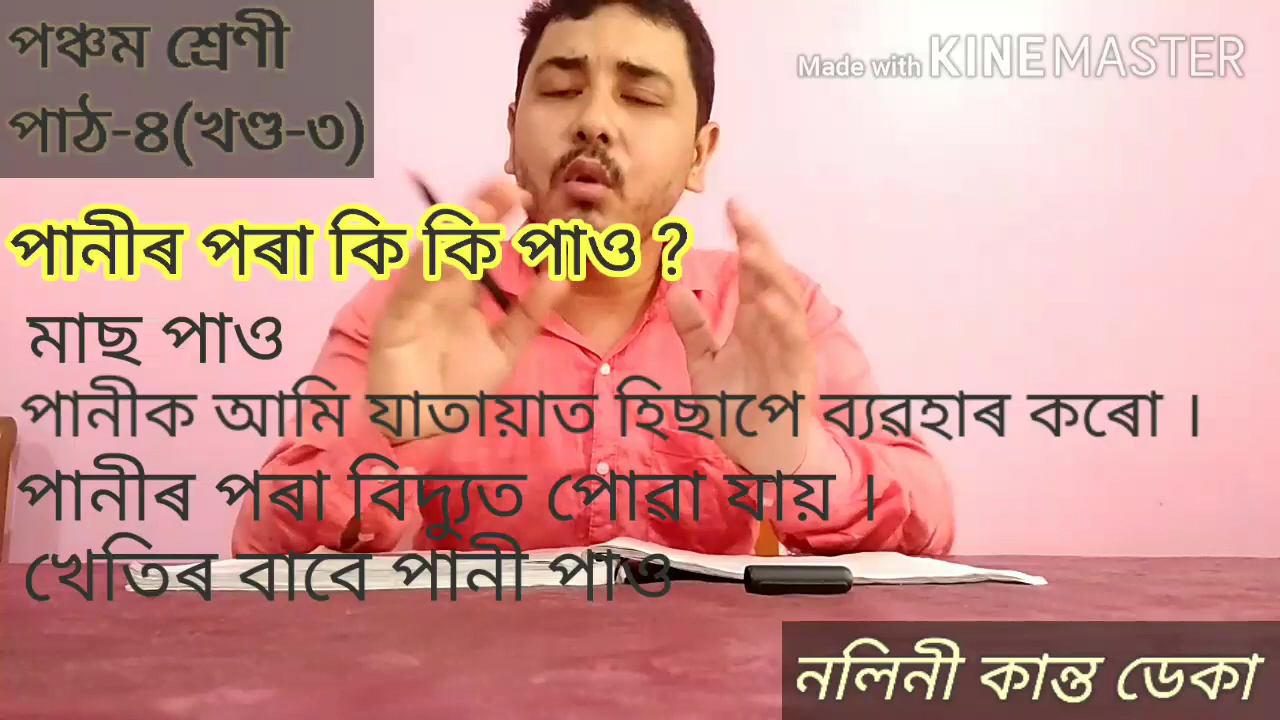 পঞ্চম শ্ৰেণী
পাঠ-৪(খণ্ড-৩)
Made with KINEMASTER
পানীৰ পৰা কি কি পাও ?
মাছ পাও
পানীক আমি যাতায়াত হিছাপে ব্যৱহাৰ কৰো ।
পানীৰ পৰা বিদ্যুত পোৱা যায় ।
খেতিৰ বাবে পানী পাও
নলিনী কান্ত ডেকা